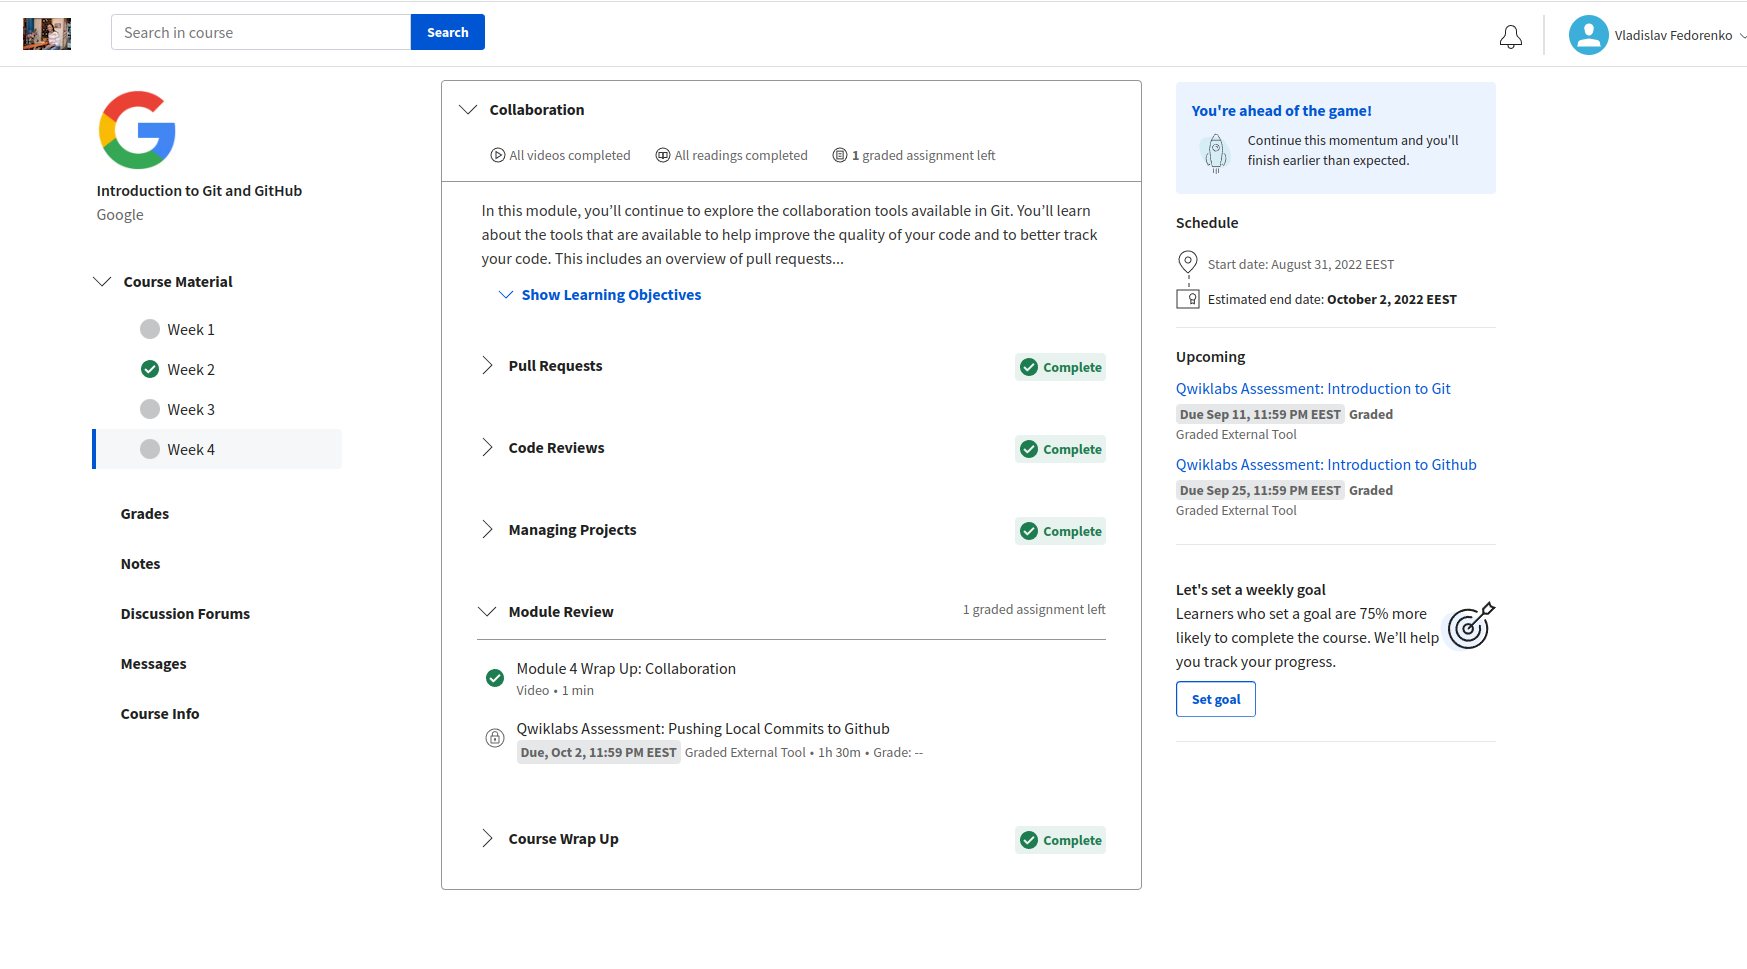 Search in course
Search
Vladislav Fedorenko
Introduction to Git and GitHub
Google
Course Material
Week 1
Week 2
Week 3
Week 4
Grades
Notes
Discussion Forums
Messages
Course Info
Collaboration
All videos completed
All readings completed
1 graded assignment left
In this module, you’ll continue to explore the collaboration tools available in Git. You’ll learn
about the tools that are available to help improve the quality of your code and to better track
your code. This includes an overview of pull requests...
Show Learning Objectives
Pull Requests
Complete
Code Reviews
Complete
Managing Projects
Complete
Module Review
1 graded assignment left
Module 4 Wrap Up: Collaboration
Video • 1 min
Qwiklabs Assessment: Pushing Local Commits to Github
Due, Oct 2, 11:59 PM EEST Graded External Tool • 1h 30m • Grade: --
Course Wrap Up
Complete
You're ahead of the game!
Continue this momentum and you'll
finish earlier than expected.
Schedule
Start date: August 31, 2022 EEST
Estimated end date: October 2, 2022 EEST
Upcoming
Qwiklabs Assessment: Introduction to Git
Due Sep 11, 11:59 PM EEST Graded
Graded External Tool
Qwiklabs Assessment: Introduction to Github
Due Sep 25, 11:59 PM EEST Graded
Graded External Tool
Let's set a weekly goal
Learners who set a goal are 75% more
likely to complete the course. We’ll help
you track your progress.
Set goal